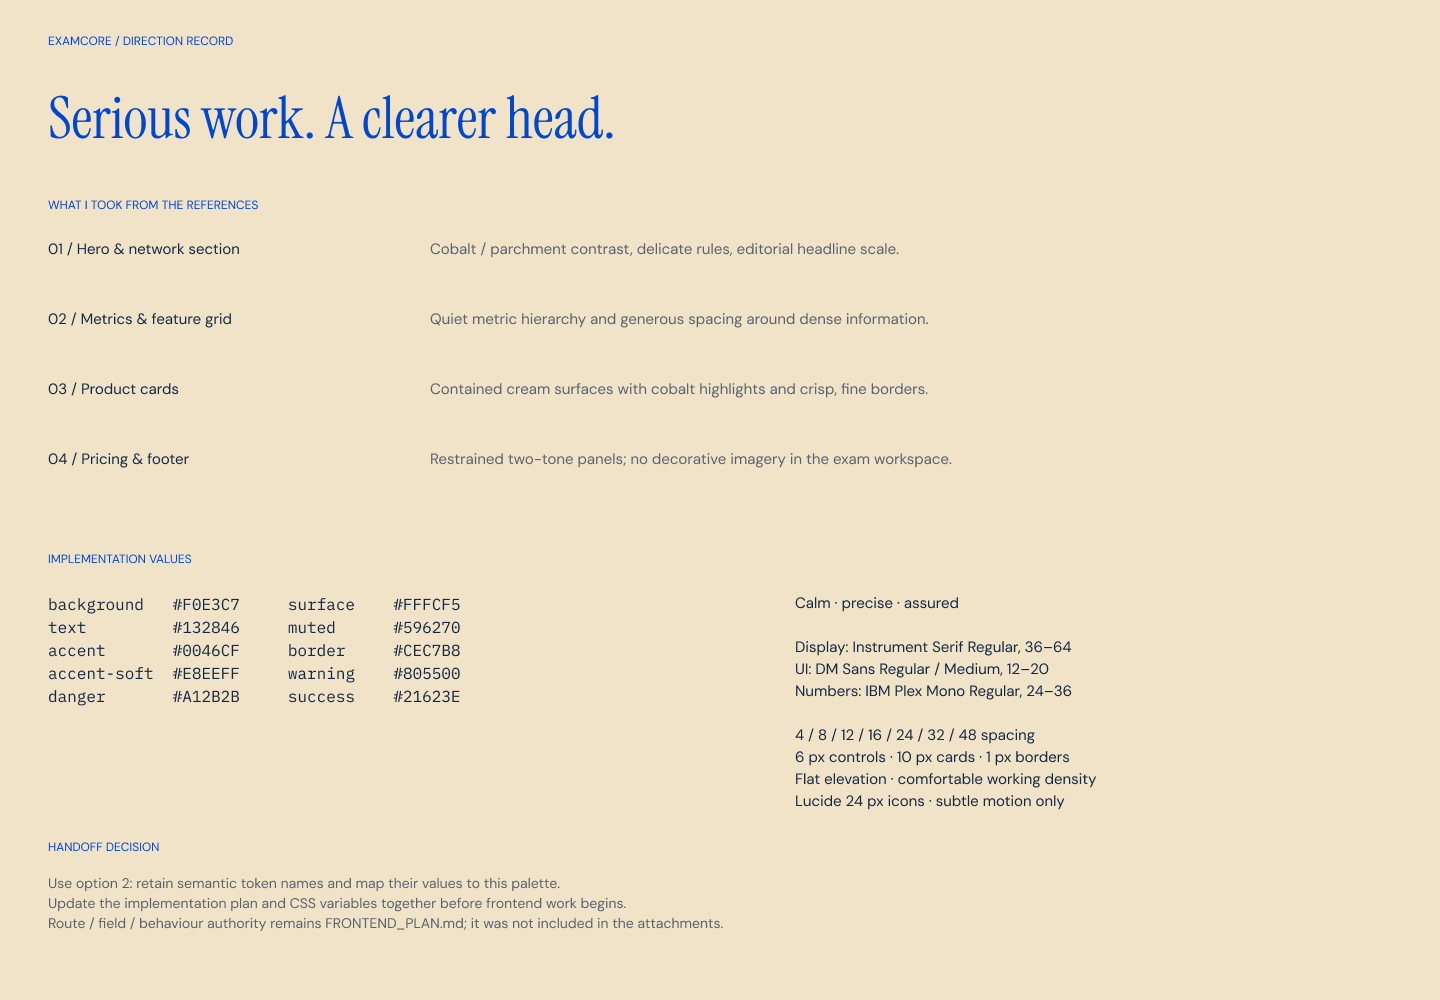 EXAMCORE / DIRECTION RECORD
Serious work. A clearer head.
WHAT I TOOK FROM THE REFERENCES
01 / Hero & network section
Cobalt / parchment contrast, delicate rules, editorial headline scale.
02 / Metrics & feature grid
Quiet metric hierarchy and generous spacing around dense information.
03 / Product cards
Contained cream surfaces with cobalt highlights and crisp, fine borders.
04 / Pricing & footer
Restrained two-tone panels; no decorative imagery in the exam workspace.
IMPLEMENTATION VALUES
background #F0E3C7 surface #FFFCF5
text #132846 muted #596270
accent #0046CF border #CEC7B8
accent-soft #E8EEFF warning #805500
danger #A12B2B success #21623E
Calm · precise · assured
Display: Instrument Serif Regular, 36–64
UI: DM Sans Regular / Medium, 12–20
Numbers: IBM Plex Mono Regular, 24–36
4 / 8 / 12 / 16 / 24 / 32 / 48 spacing
6 px controls · 10 px cards · 1 px borders
Flat elevation · comfortable working density
Lucide 24 px icons · subtle motion only
HANDOFF DECISION
Use option 2: retain semantic token names and map their values to this palette.
Update the implementation plan and CSS variables together before frontend work begins.
Route / field / behaviour authority remains FRONTEND_PLAN.md; it was not included in the attachments.